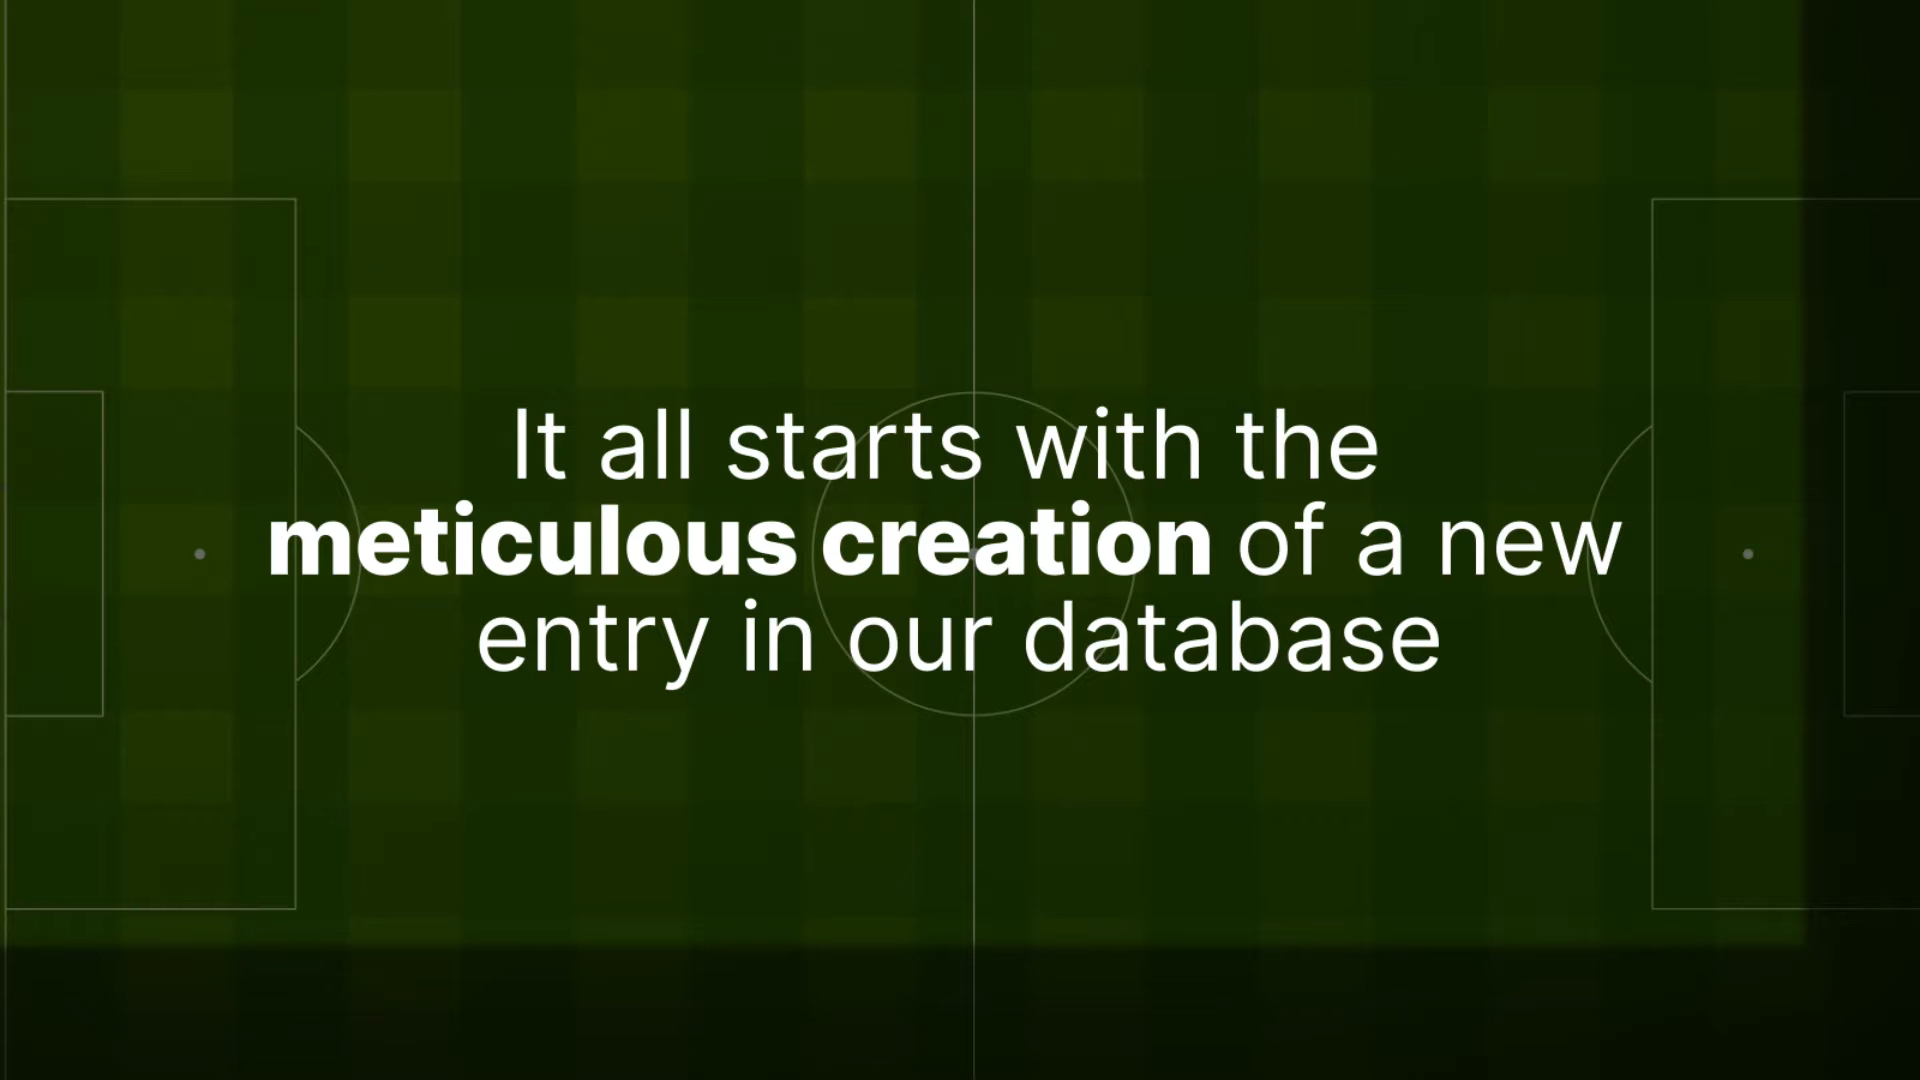 It all starts with the
meticulous creation of a new
entry in our database